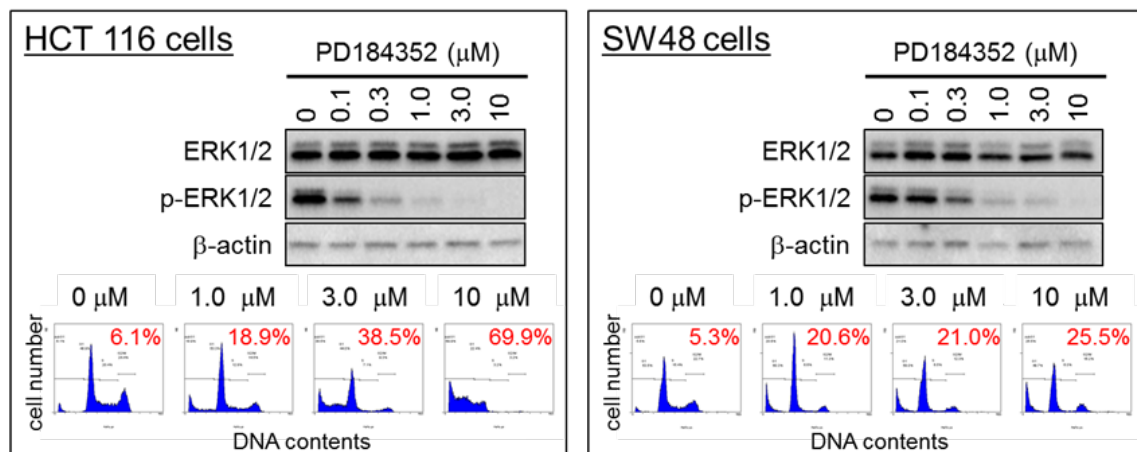 HCT 116 cells
PD184352 (μM)
0 0.1 0.3 1.0 3.0 10
ERK1/2
p-ERK1/2
β-actin
0 μM 1.0 μM 3.0 μM 10 μM
6.1% 18.9% 38.5% 69.9%
cell number
DNA contents
SW48 cells
PD184352 (μM)
0 0.1 0.3 1.0 3.0 10
ERK1/2
p-ERK1/2
β-actin
0 μM 1.0 μM 3.0 μM 10 μM
5.3% 20.6% 21.0% 25.5%
cell number
DNA contents